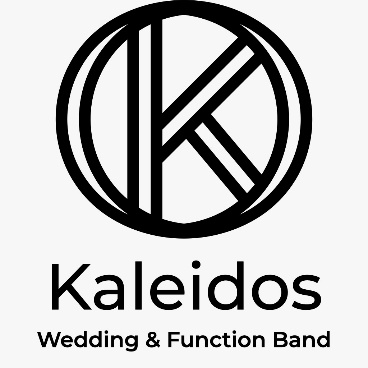 K
Kaleidos
Wedding & Function Band